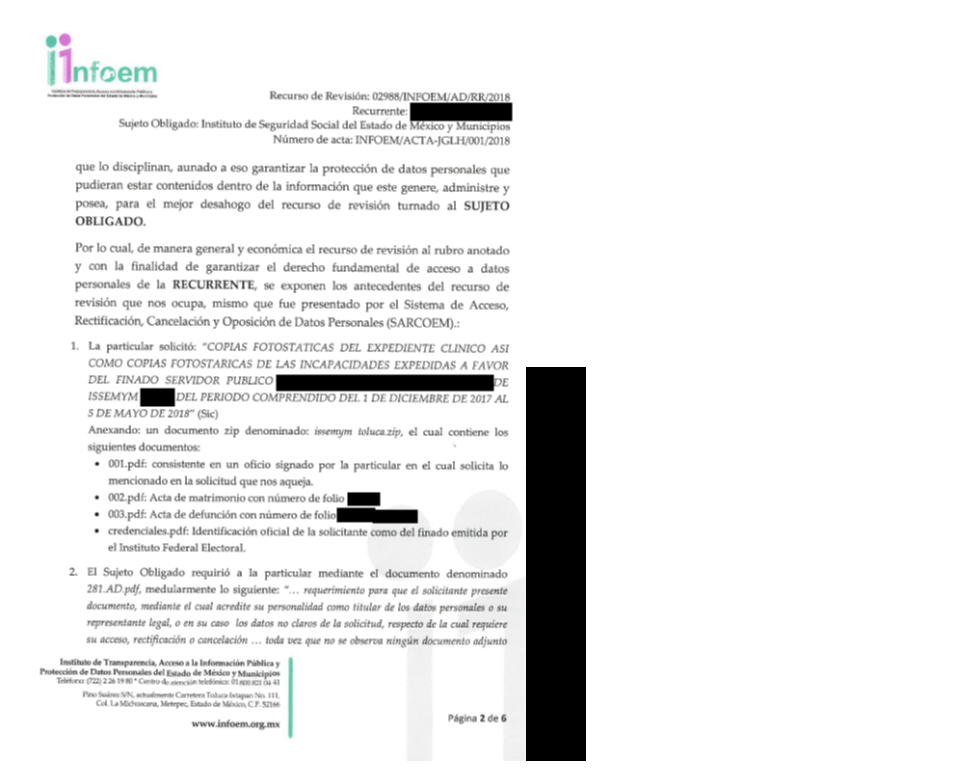 infoem
Instituto de Transparencia, Acceso a la Información Pública y
Protección de Datos Personales del Estado de México y Municipios
Recurso de Revisión: 02988/INFOEM/AD/RR/2018
Recurrente:
Sujeto Obligado: Instituto de Seguridad Social del Estado de México y Municipios
Número de acta: INFOEM/ACTA-JGLH/001/2018
que lo disciplinan, aunado a eso garantizar la protección de datos personales que
pudieran estar contenidos dentro de la información que este genere, administre y
posea, para el mejor desahogo del recurso de revisión turnado al SUJETO
OBLIGADO.
Por lo cual, de manera general y económica el recurso de revisión al rubro anotado
y con la finalidad de garantizar el derecho fundamental de acceso a datos
personales de la RECURRENTE, se exponen los antecedentes del recurso de
revisión que nos ocupa, mismo que fue presentado por el Sistema de Acceso,
Rectificación, Cancelación y Oposición de Datos Personales (SARCOEM).:
1. La particular solicitó: "COPIAS FOTOSTATICAS DEL EXPEDIENTE CLINICO ASI
COMO COPIAS FOTOSTARICAS DE LAS INCAPACIDADES EXPEDIDAS A FAVOR
DEL FINADO SERVIDOR PUBLICO DE
ISSEMYM DEL PERIODO COMPRENDIDO DEL 1 DE DICIEMBRE DE 2017 AL
5 DE MAYO DE 2018" (Sic)
Anexando: un documento zip denominado: issemym toluca.zip, el cual contiene los
siguientes documentos:
• 001.pdf: consistente en un oficio signado por la particular en el cual solicita lo
mencionado en la solicitud que nos aqueja.
• 002.pdf: Acta de matrimonio con número de folio
• 003.pdf: Acta de defunción con número de folio
• credenciales.pdf: Identificación oficial de la solicitante como del finado emitida por
el Instituto Federal Electoral.
2. El Sujeto Obligado requirió a la particular mediante el documento denominado
281.AD.pdf, medularmente lo siguiente: "… requerimiento para que el solicitante presente
documento, mediante el cual acredite su personalidad como titular de los datos personales o su
representante legal, o en su caso los datos no claros de la solicitud, respecto de la cual requiere
su acceso, rectificación o cancelación … toda vez que no se observa ningún documento adjunto
Instituto de Transparencia, Acceso a la Información Pública y
Protección de Datos Personales del Estado de México y Municipios
Teléfono: (722) 2 26 19 80 * Centro de atención telefónica: 01 800 821 04 41
Pino Suárez S/N, actualmente Carretera Toluca-Ixtapan No. 111,
Col. La Michoacana, Metepec, Estado de México, C.P. 52166
www.infoem.org.mx
Página 2 de 6